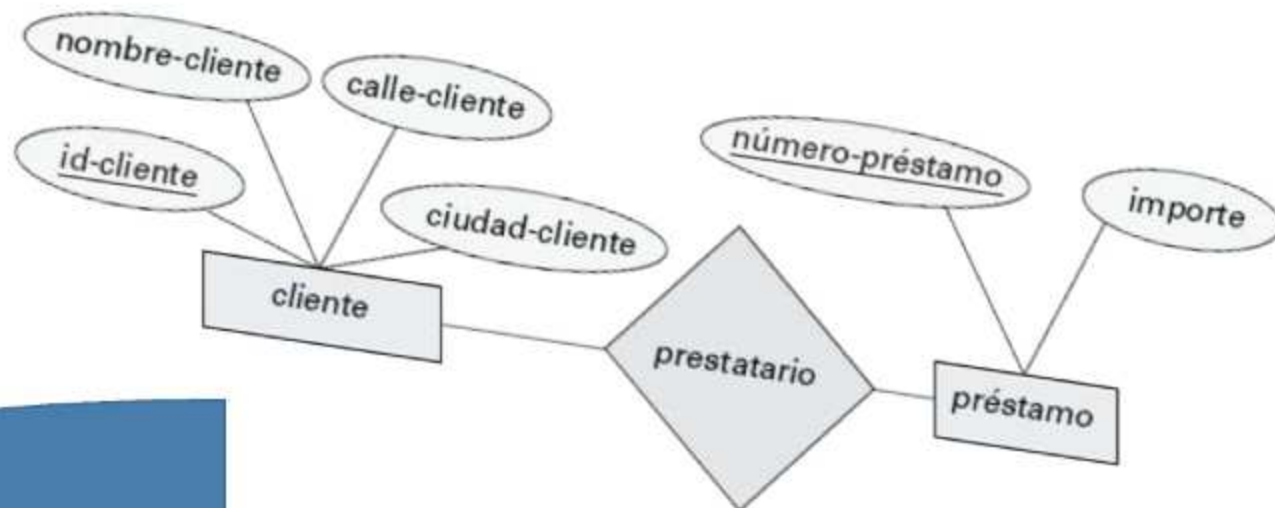 nombre-cliente
calle-cliente
id-cliente
ciudad-cliente
número-préstamo
importe
cliente
prestatario
préstamo